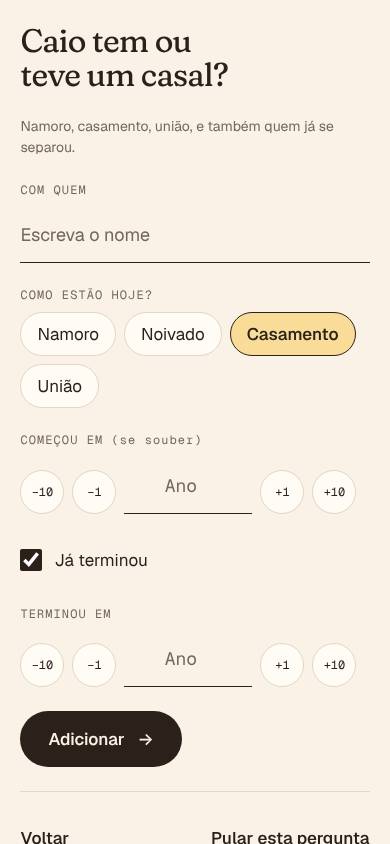 Caio tem ou
teve um casal?
Namoro, casamento, união, e também quem já se
separou.
COM QUEM
Escreva o nome
COMO ESTÃO HOJE?
Namoro Noivado Casamento
União
COMEÇOU EM (se souber)
−10 −1 Ano +1 +10
Já terminou
TERMINOU EM
−10 −1 Ano +1 +10
Adicionar →
Voltar Pular esta pergunta